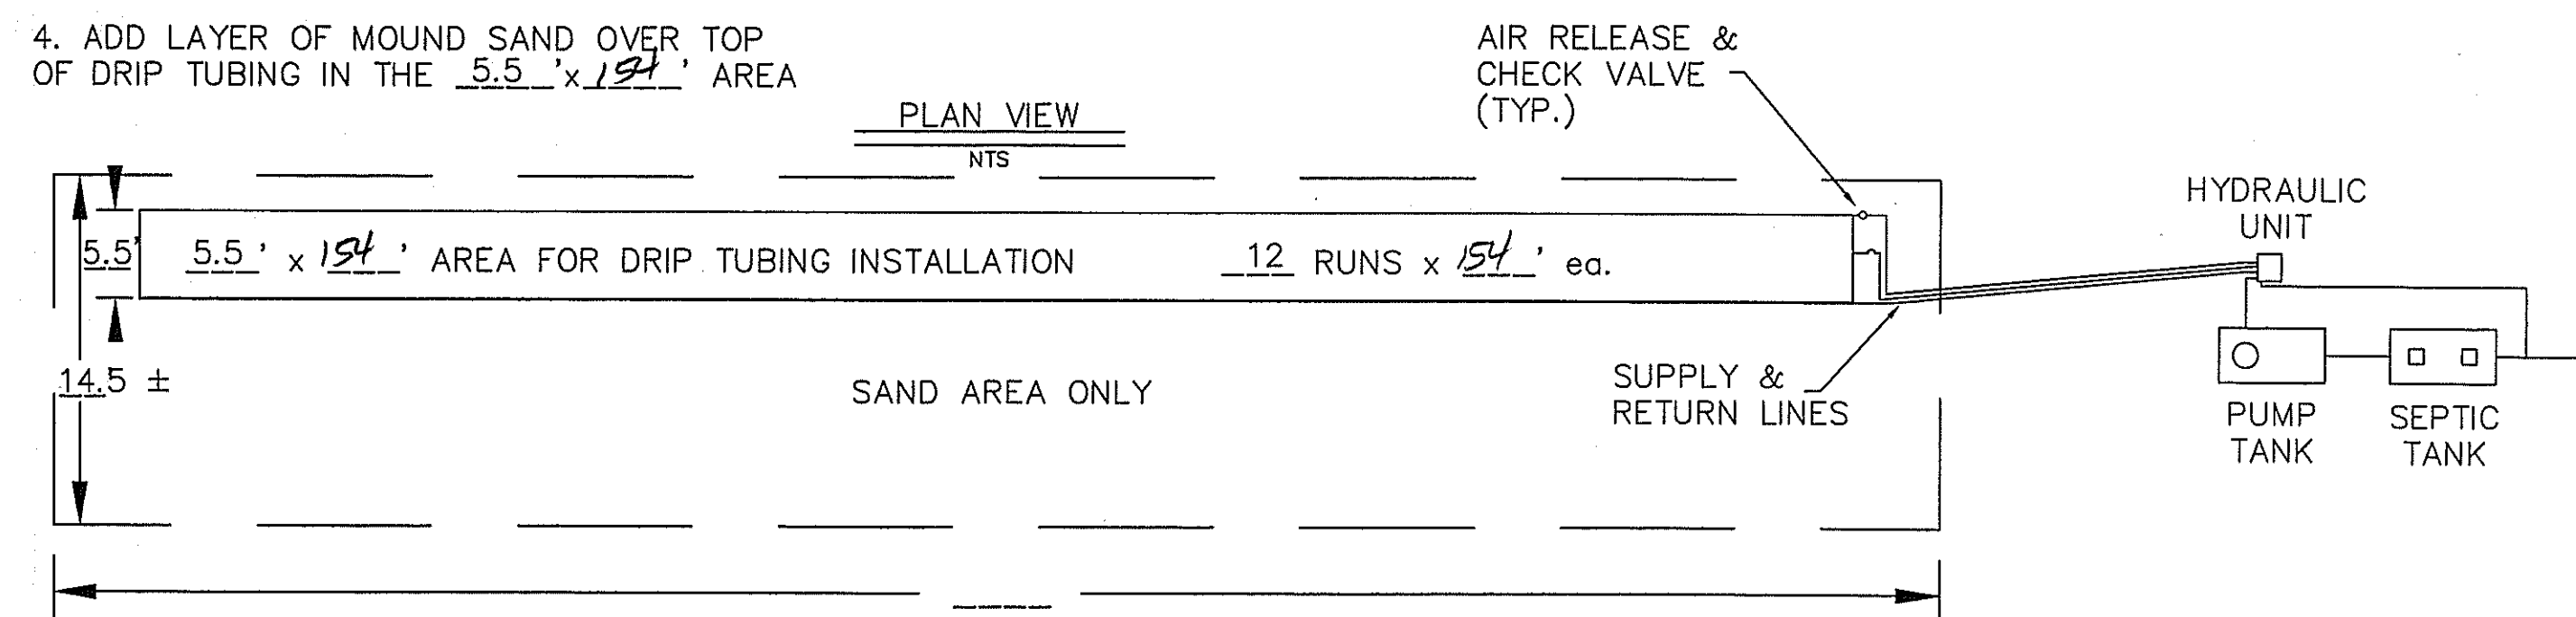 4. ADD LAYER OF MOUND SAND OVER TOP
OF DRIP TUBING IN THE 5.5 'x 154 ' AREA
PLAN VIEW
NTS
AIR RELEASE &
CHECK VALVE
(TYP.)
HYDRAULIC
UNIT
5.5'
5.5 ' x 154 ' AREA FOR DRIP TUBING INSTALLATION 12 RUNS x 154 ' ea.
14.5 ±
SAND AREA ONLY
SUPPLY &
RETURN LINES
PUMP
TANK
SEPTIC
TANK